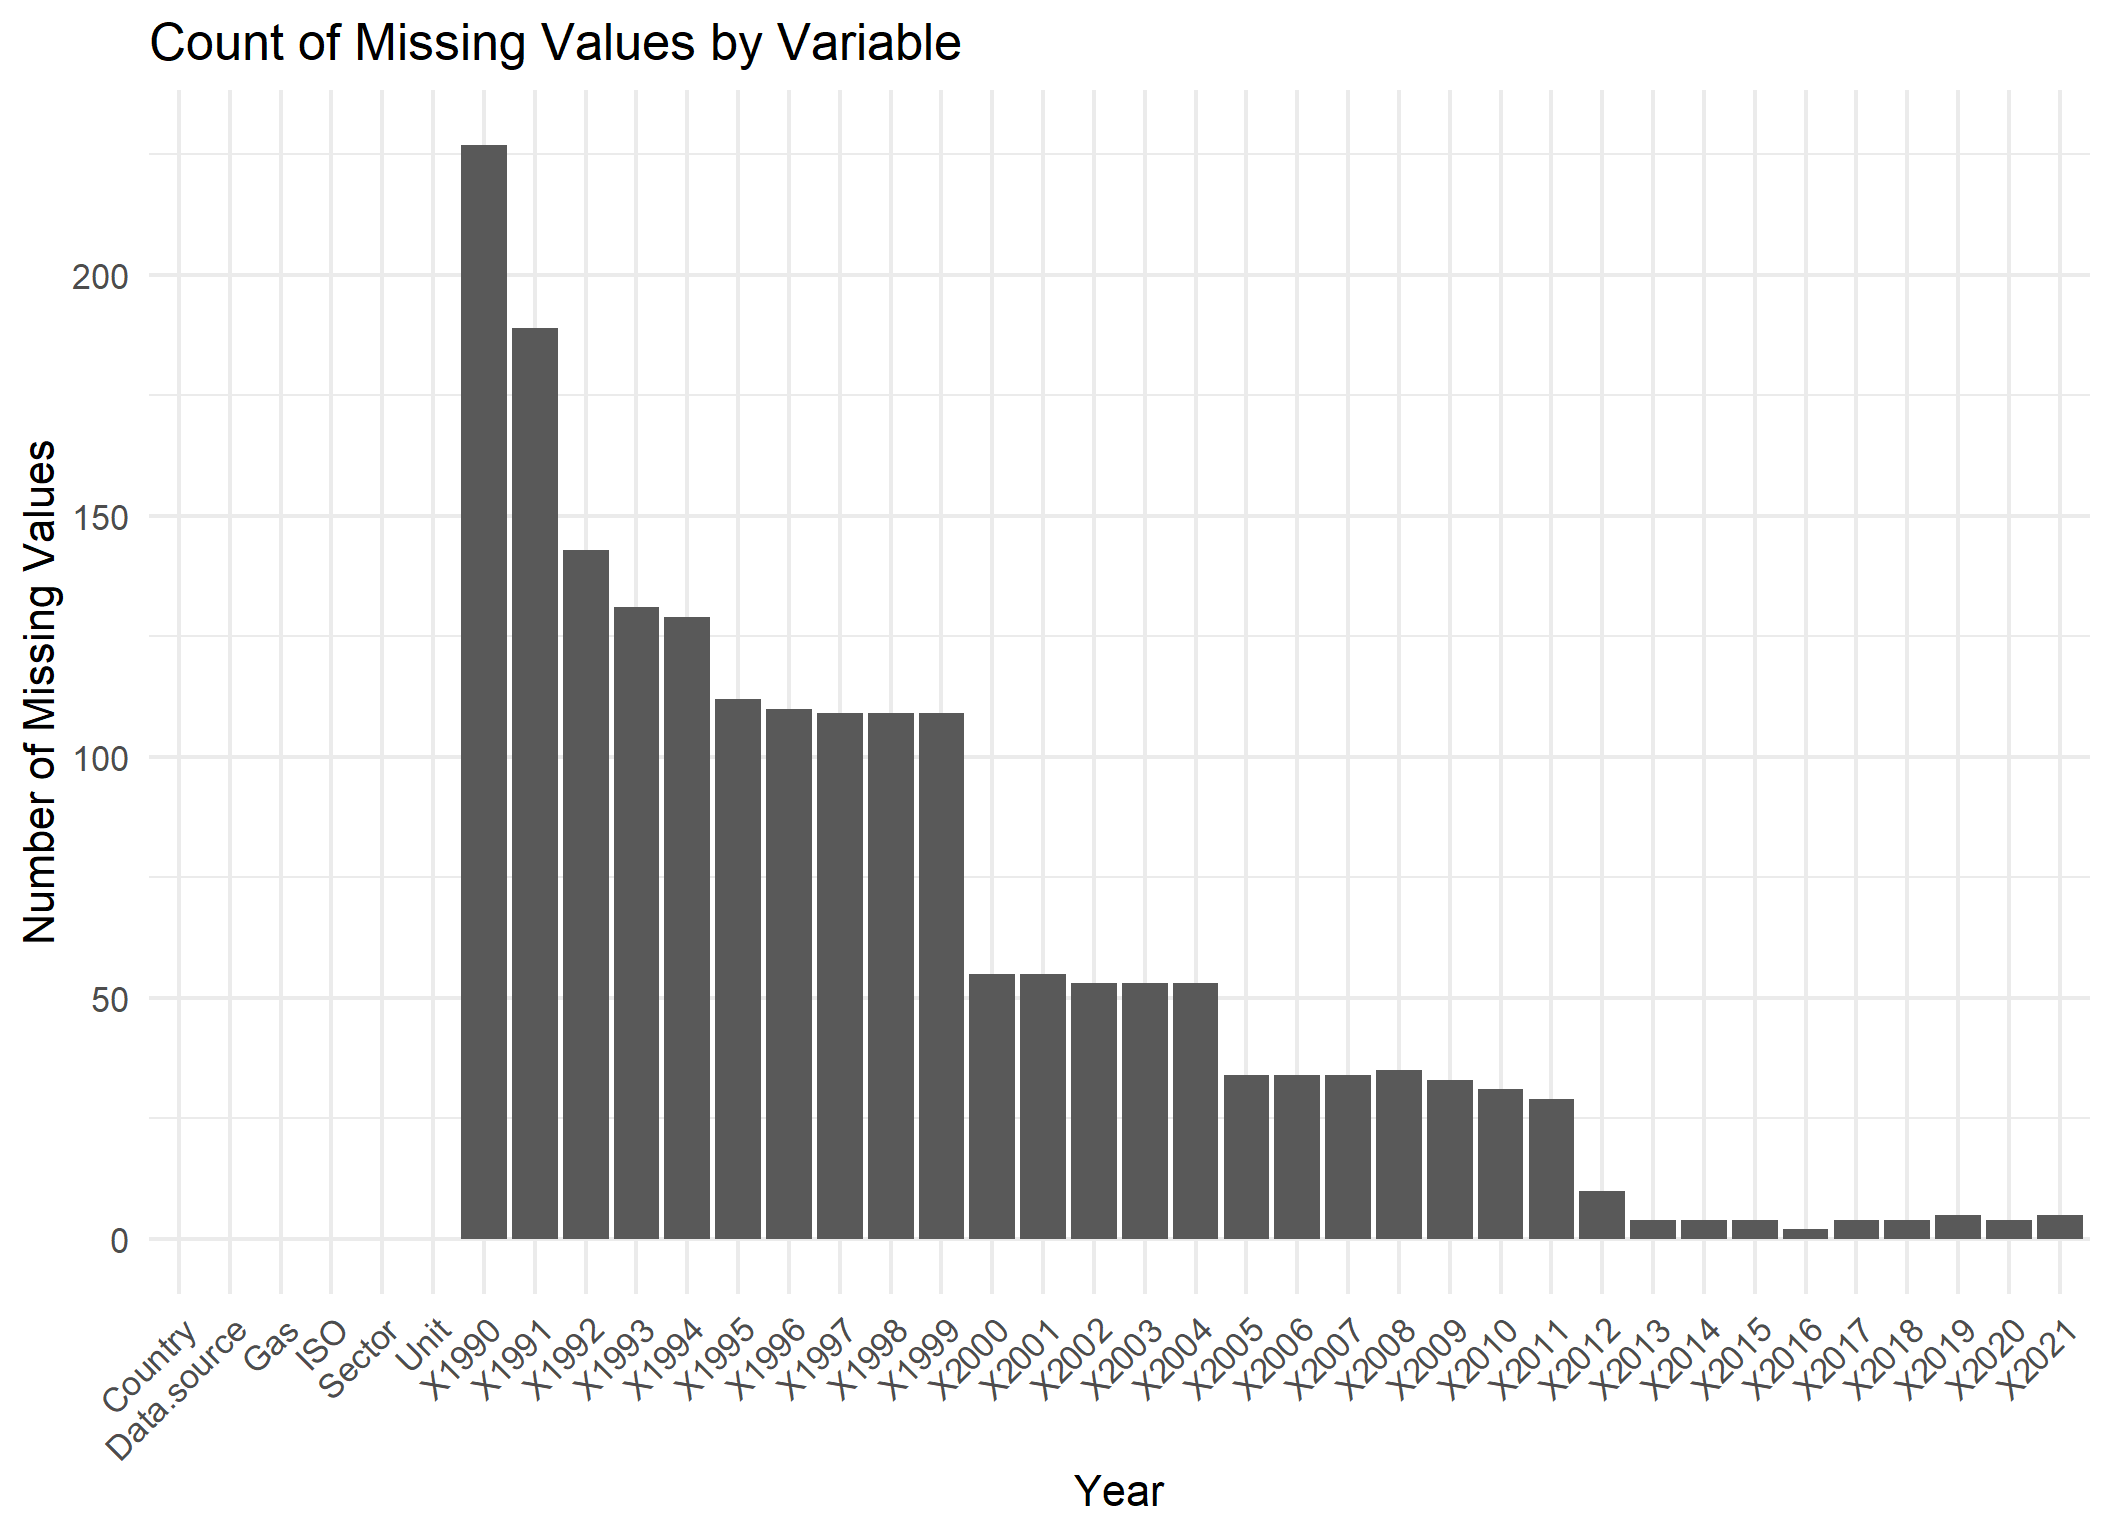 Count of Missing Values by Variable
Number of Missing Values
200
150
100
50
0
Country
Data.source
Gas
ISO
Sector
Unit
X1990
X1991
X1992
X1993
X1994
X1995
X1996
X1997
X1998
X1999
X2000
X2001
X2002
X2003
X2004
X2005
X2006
X2007
X2008
X2009
X2010
X2011
X2012
X2013
X2014
X2015
X2016
X2017
X2018
X2019
X2020
X2021
Year